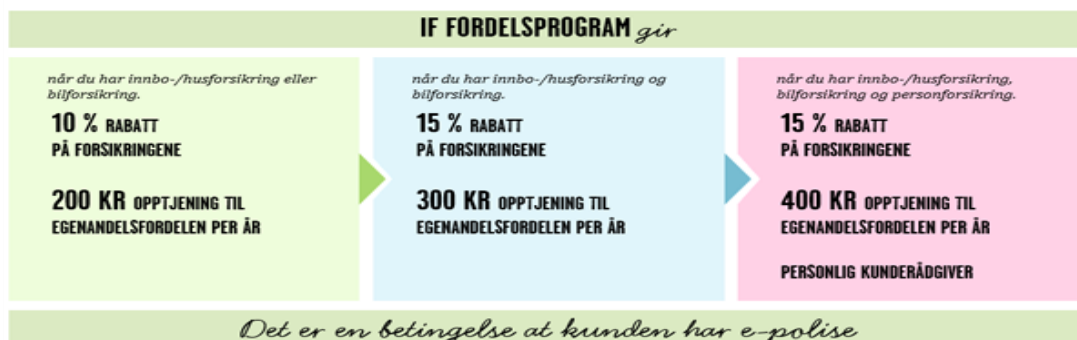 IF FORDELSPROGRAM gir
når du har innbo-/husforsikring eller
bilforsikring.
10 % RABATT
PÅ FORSIKRINGENE
200 KR OPPTJENING TIL
EGENANDELSFORDELEN PER ÅR
når du har innbo-/husforsikring og
bilforsikring.
15 % RABATT
PÅ FORSIKRINGENE
300 KR OPPTJENING TIL
EGENANDELSFORDELEN PER ÅR
når du har innbo-/husforsikring,
bilforsikring og personforsikring.
15 % RABATT
PÅ FORSIKRINGENE
400 KR OPPTJENING TIL
EGENANDELSFORDELEN PER ÅR
PERSONLIG KUNDERÅDGIVER
Det er en betingelse at kunden har e-polise